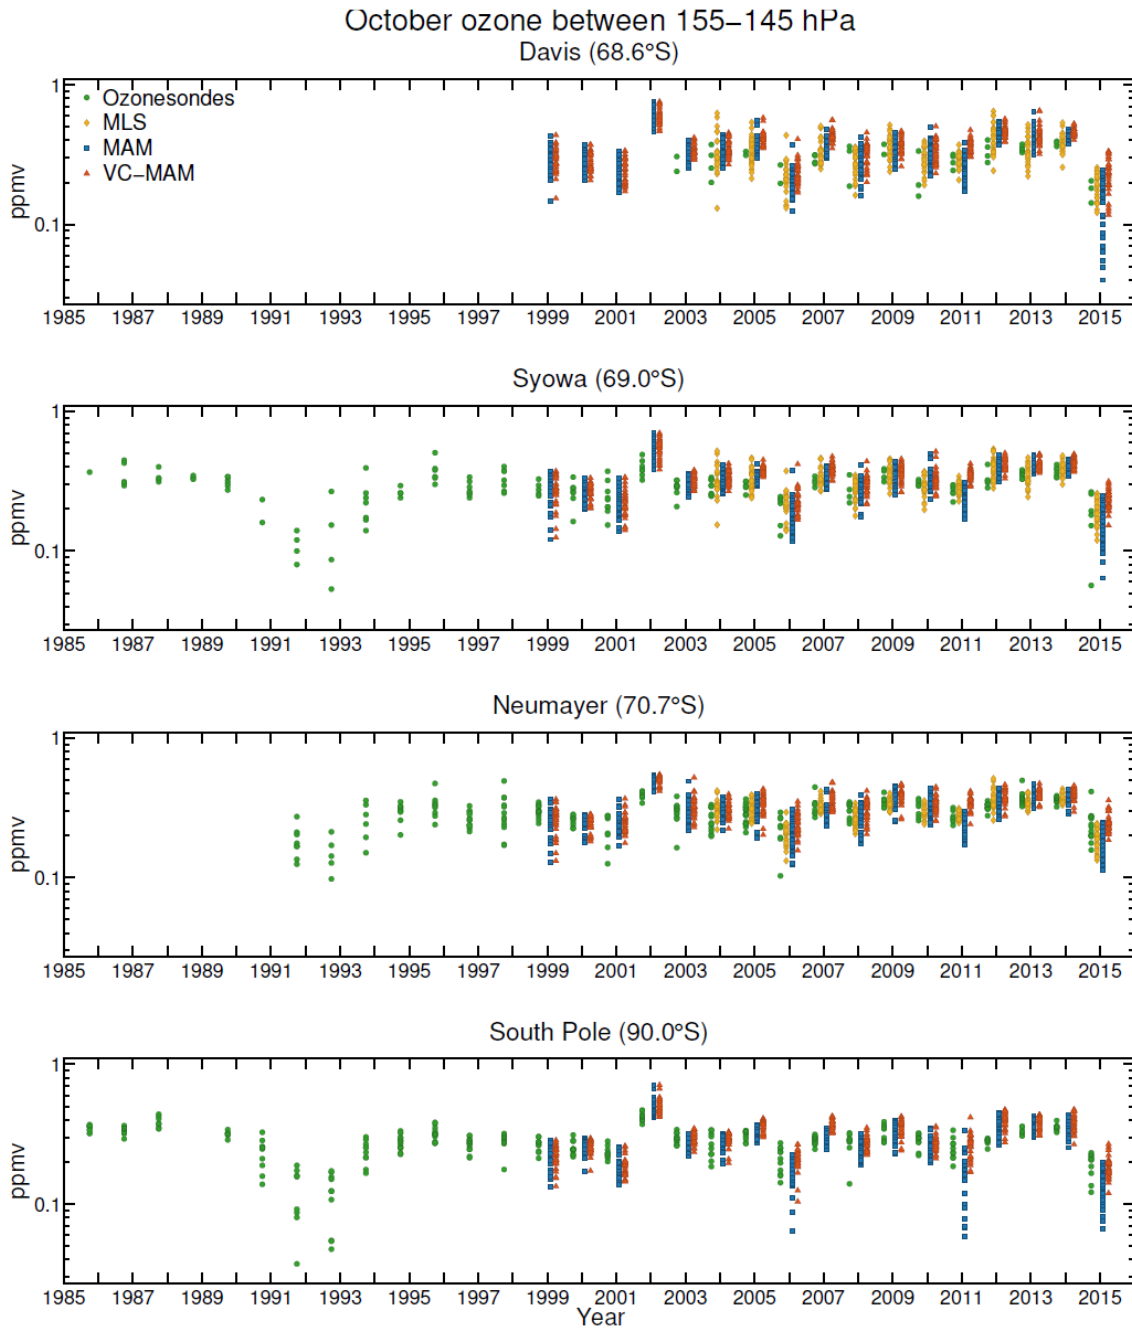 October ozone between 155−145 hPa
Davis (68.6°S)
1
Ozonesondes
MLS
MAM
VC−MAM
ppmv
0.1
1985 1987 1989 1991 1993 1995 1997 1999 2001 2003 2005 2007 2009 2011 2013 2015
Syowa (69.0°S)
1
ppmv
0.1
1985 1987 1989 1991 1993 1995 1997 1999 2001 2003 2005 2007 2009 2011 2013 2015
Neumayer (70.7°S)
1
ppmv
0.1
1985 1987 1989 1991 1993 1995 1997 1999 2001 2003 2005 2007 2009 2011 2013 2015
South Pole (90.0°S)
1
ppmv
0.1
1985 1987 1989 1991 1993 1995 1997 1999 2001 2003 2005 2007 2009 2011 2013 2015
Year